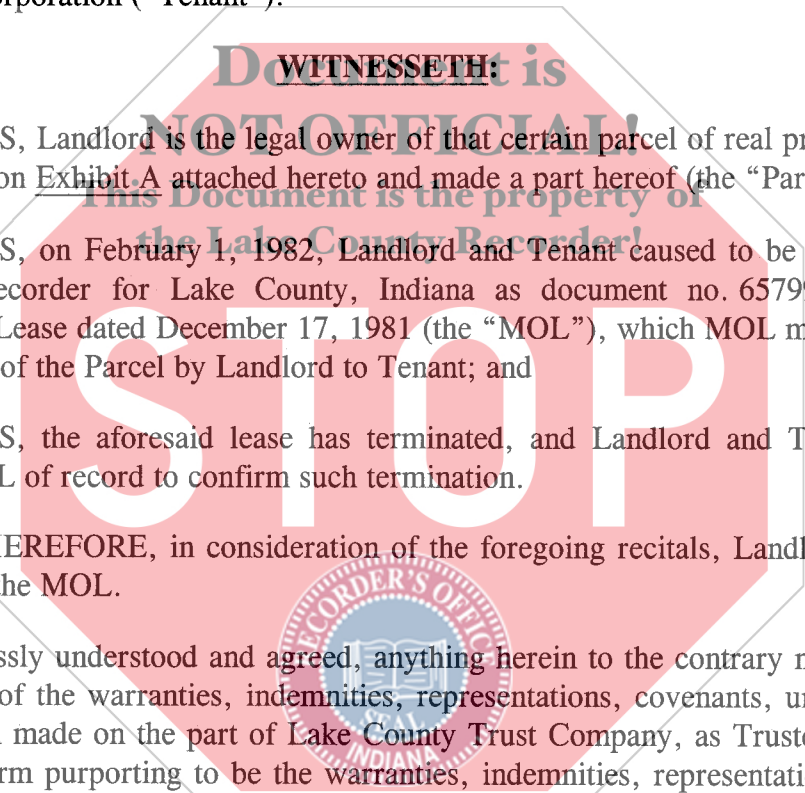 orporation ("Tenant").
WITNESSETH:
Document is
NOT OFFICIAL!
This Document is the property of
the Lake County Recorder!
S, Landlord is the legal owner of that certain parcel of real pr
on Exhibit A attached hereto and made a part hereof (the "Par
S, on February 1, 1982, Landlord and Tenant caused to be
ecorder for Lake County, Indiana as document no. 6579
Lease dated December 17, 1981 (the "MOL"), which MOL m
of the Parcel by Landlord to Tenant; and
STOP
S, the aforesaid lease has terminated, and Landlord and T
L of record to confirm such termination.
HEREFORE, in consideration of the foregoing recitals, Landl
the MOL.
RECORDER'S OFFICE
SEAL
INDIANA
ssly understood and agreed, anything herein to the contrary n
of the warranties, indemnities, representations, covenants, u
made on the part of Lake County Trust Company, as Trust
rm purporting to be the warranties, indemnities, representati